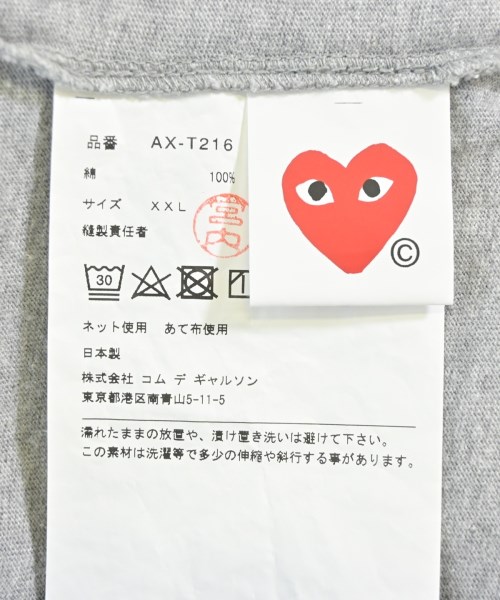 品番 AX-T216
綿 100%
サイズ XXL
縫製責任者
宮内
30
ネット使用 あて布使用
日本製
株式会社 コム デ ギャルソン
東京都港区南青山5-11-5
濡れたままの放置や、漬け置き洗いは避けて下さい。
この素材は洗濯等で多少の伸縮や斜行する事があります。
©